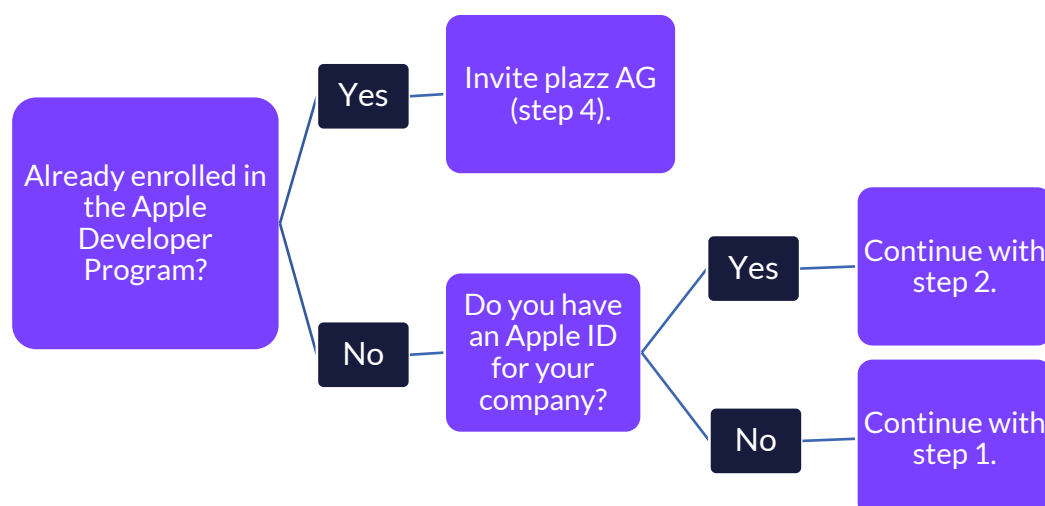 Already enrolled in
the Apple
Developer
Program?
Yes
Invite plazz AG
(step 4).
No
Do you have
an Apple ID
for your
company?
Yes
Continue with
step 2.
No
Continue with
step 1.